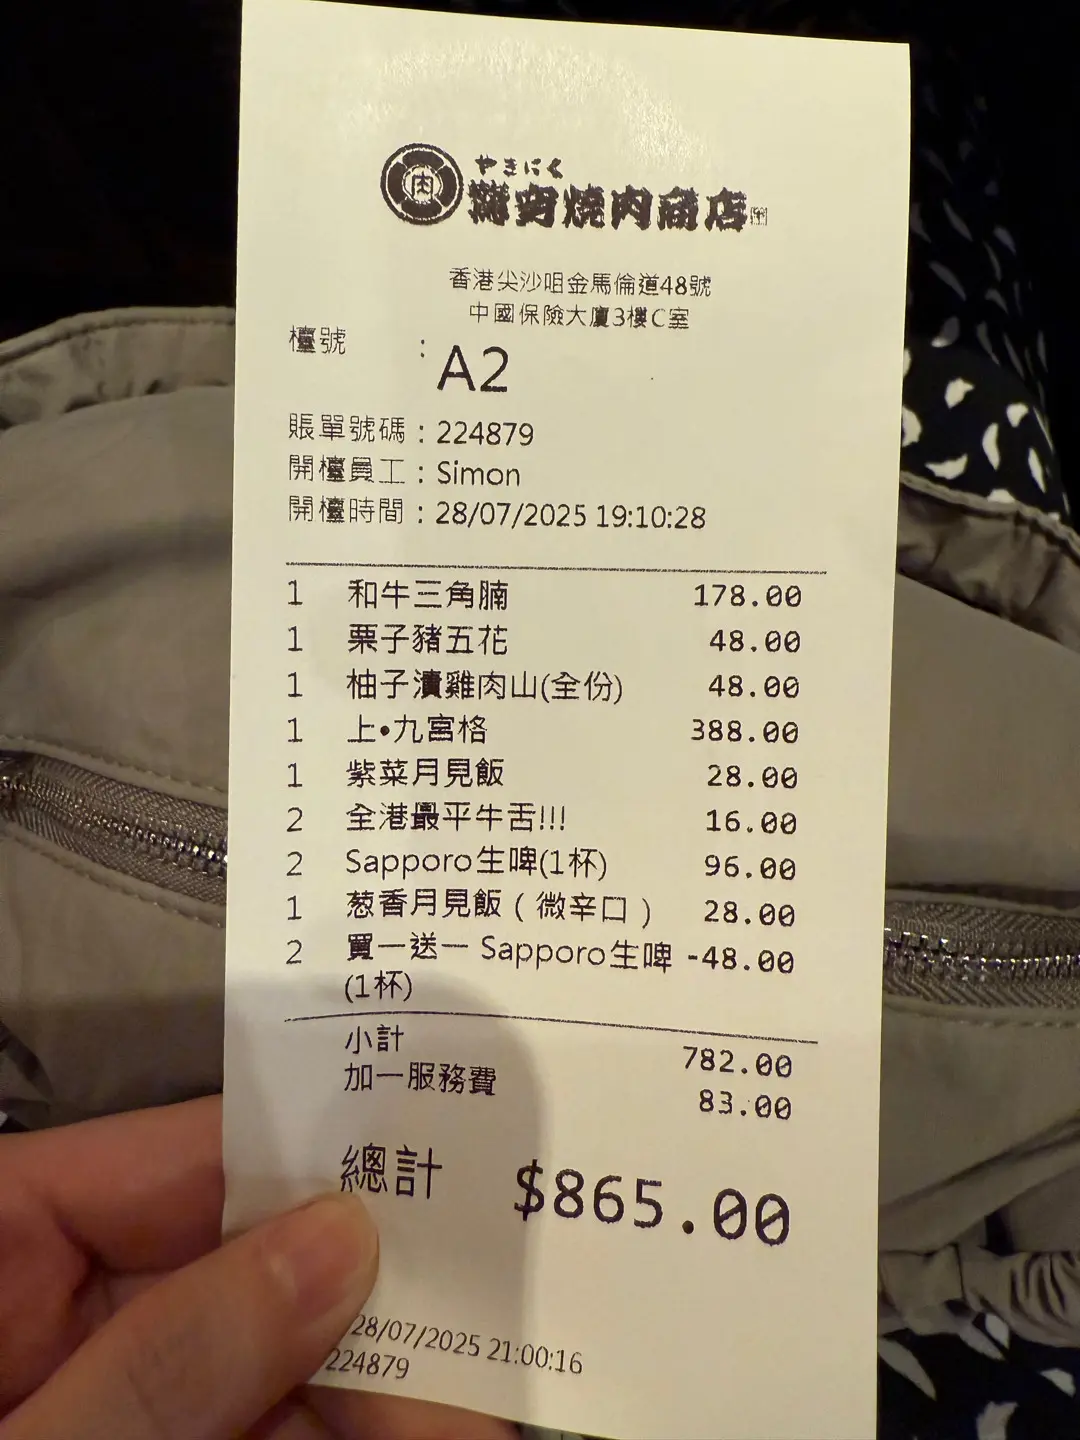 やきにく
肉
燒肉商店
香港尖沙咀金馬倫道48號
中國保險大廈3樓C室
檯號 : A2
賬單號碼 : 224879
開檯員工 : Simon
開檯時間 : 28/07/2025 19:10:28
1 和牛三角腩 178.00
1 栗子豬五花 48.00
1 柚子漬雞肉山(全份) 48.00
1 上•九宮格 388.00
1 紫菜月見飯 28.00
2 全港最平牛舌!!! 16.00
2 Sapporo生啤(1杯) 96.00
1 葱香月見飯（微辛口） 28.00
2 買一送一 Sapporo生啤 -48.00
(1杯)
小計 782.00
加一服務費 83.00
總計 $865.00
28/07/2025 21:00:16
224879